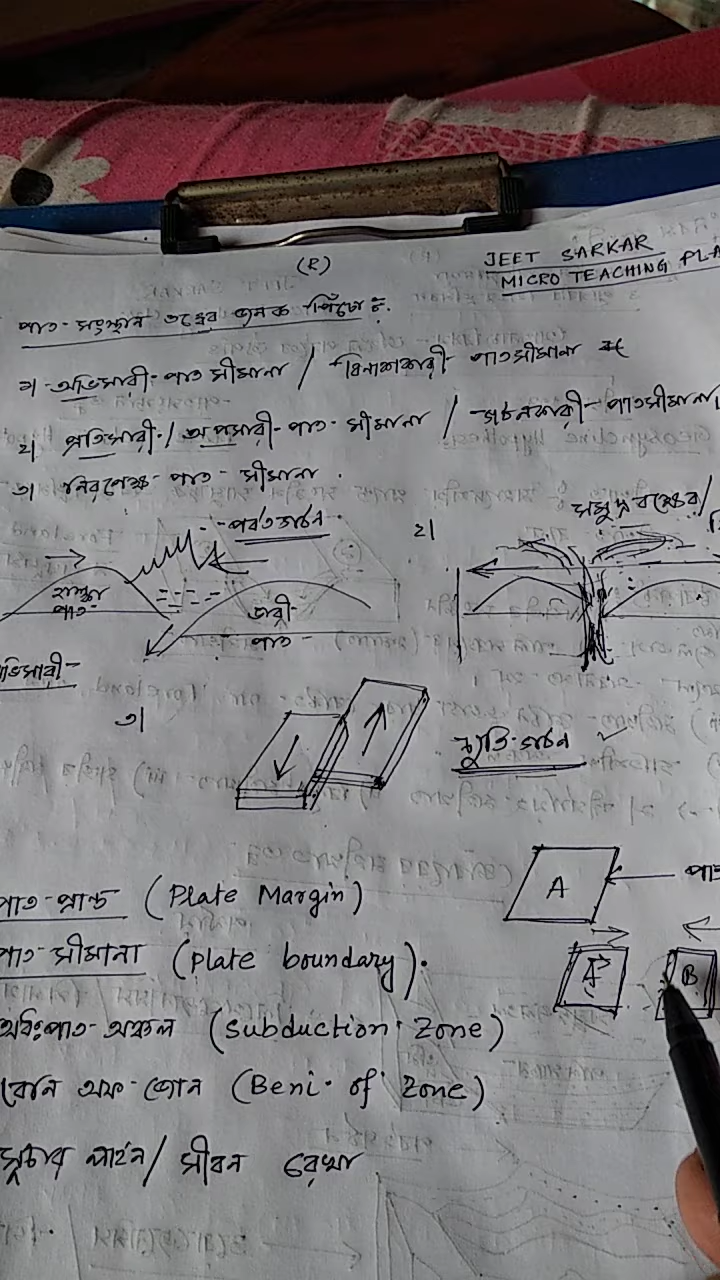 (R)
JEET SARKAR
MICRO TEACHING PLA
পাত-সংস্থান তত্ত্বের জনক পিঁচো
১। অভিসারী-পাত সীমানা / বিনাশকারী পাতসীমানা
২। প্রতিসারী / অপসারী-পাত-সীমানা / গঠনকারী-পাতসীমানা
৩। নিরপেক্ষ-পাত-সীমানা
পর্বত গঠন
২।
সমুদ্রবক্ষের/
হাল্কা
পাত
ভারী
পাত
ভিসারী
৩।
চ্যুতি-গঠন
A
পাত
পাত-প্রান্ত (Plate Margin)
পাত-সীমানা (Plate boundary).
A
B
অধঃপাত-অঞ্চল (Subduction Zone)
বেনি অফ-জোন (Beni of Zone)
সূচার লাইন / সীবন রেখা